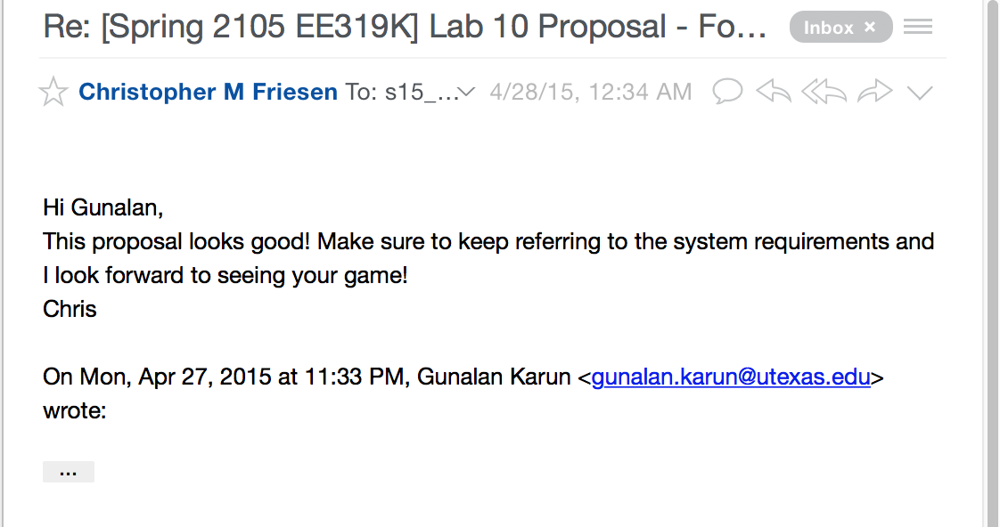 Re: [Spring 2105 EE319K] Lab 10 Proposal - Fo...
Inbox ×
Christopher M Friesen To: s15_... 4/28/15, 12:34 AM
Hi Gunalan,
This proposal looks good! Make sure to keep referring to the system requirements and
I look forward to seeing your game!
Chris
On Mon, Apr 27, 2015 at 11:33 PM, Gunalan Karun <gunalan.karun@utexas.edu>
wrote:
...